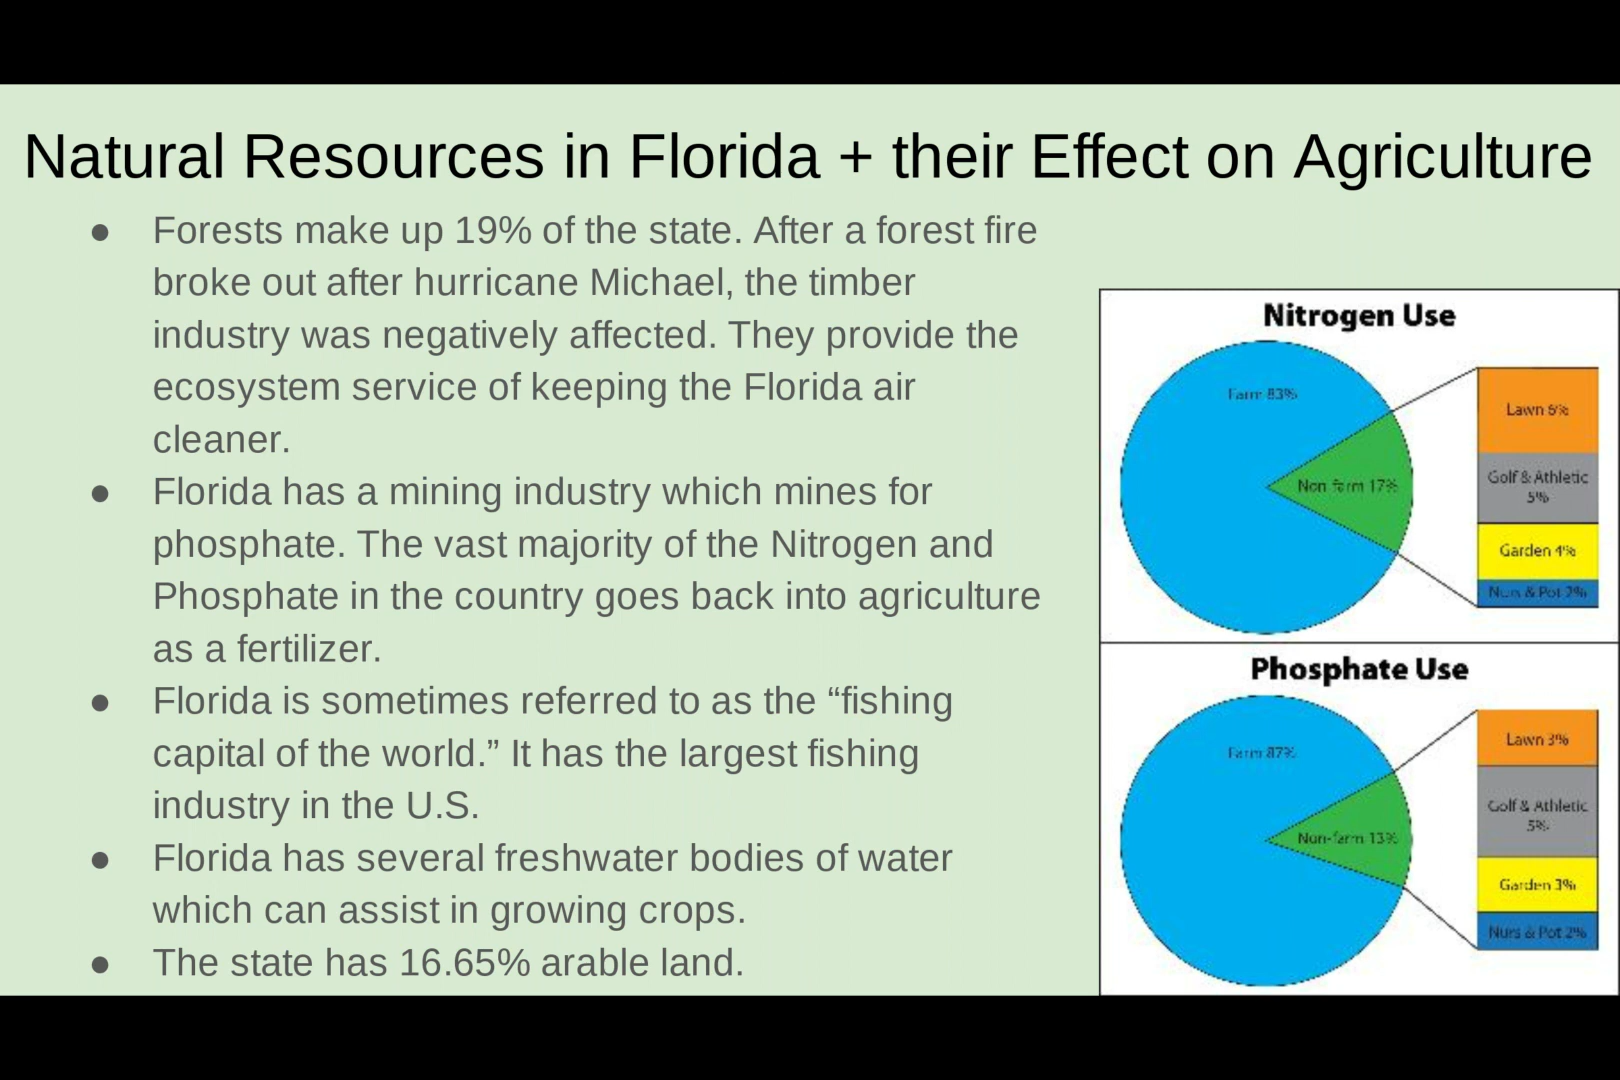 Natural Resources in Florida + their Effect on Agriculture
● Forests make up 19% of the state. After a forest fire
broke out after hurricane Michael, the timber
industry was negatively affected. They provide the
ecosystem service of keeping the Florida air
cleaner.
● Florida has a mining industry which mines for
phosphate. The vast majority of the Nitrogen and
Phosphate in the country goes back into agriculture
as a fertilizer.
● Florida is sometimes referred to as the “fishing
capital of the world.” It has the largest fishing
industry in the U.S.
● Florida has several freshwater bodies of water
which can assist in growing crops.
● The state has 16.65% arable land.
Nitrogen Use
Farm 83%
Non-farm 17%
Lawn 6%
Golf & Athletic
5%
Garden 4%
Nurs & Pot 2%
Phosphate Use
Farm 87%
Non-farm 13%
Lawn 3%
Golf & Athletic
5%
Garden 3%
Nurs & Pot 2%